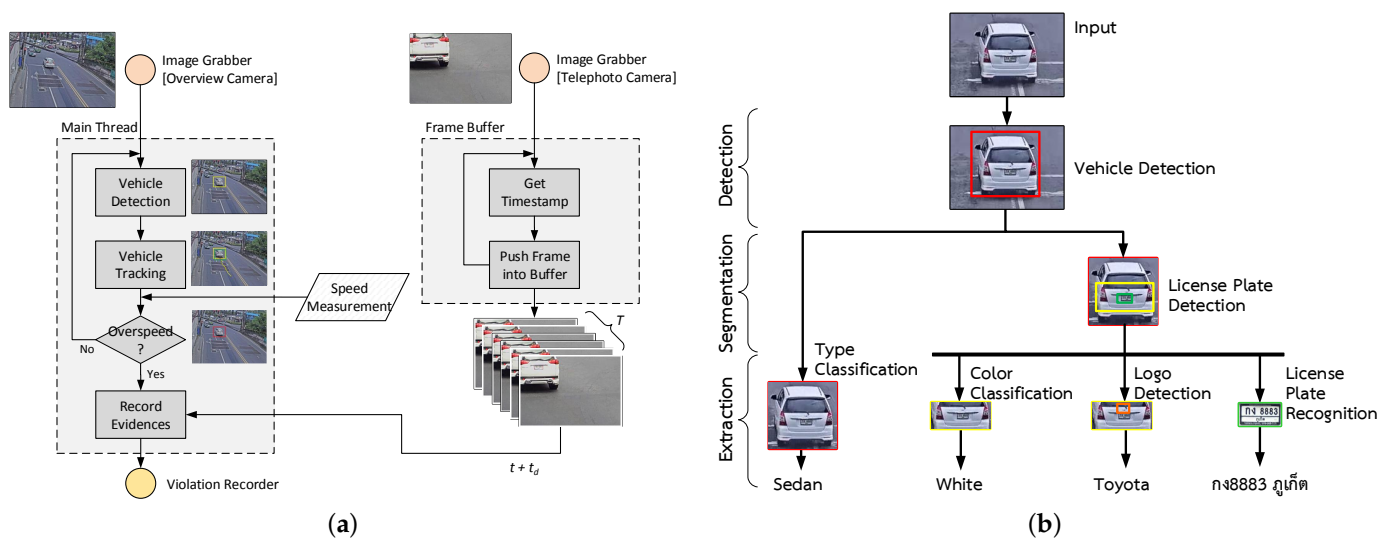 Image Grabber
[Overview Camera]
Main Thread
Vehicle
Detection
Vehicle
Tracking
Speed
Measurement
Overspeed
?
No
Yes
Record
Evidences
Violation Recorder
Image Grabber
[Telephoto Camera]
Frame Buffer
Get
Timestamp
Push Frame
into Buffer
T
t + td
(a)
Input
Detection
Vehicle Detection
Segmentation
License Plate
Detection
Extraction
Type
Classification
Color
Classification
Logo
Detection
License
Plate
Recognition
กง 8883
Sedan
White
Toyota
กง8883 ภูเก็ต
(b)